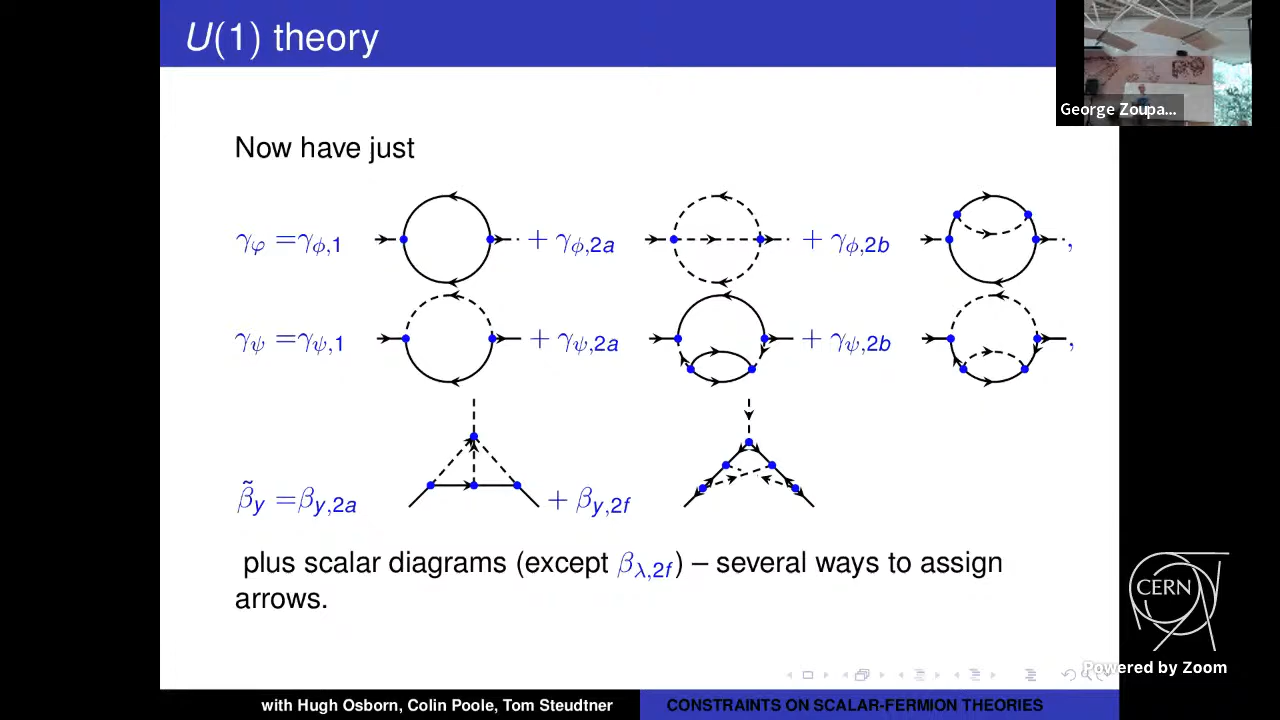 U(1) theory
George Zoupa...
Now have just
γφ =γϕ,1 + γϕ,2a + γϕ,2b ,
γψ =γψ,1 + γψ,2a + γψ,2b ,
β̃y =βy,2a + βy,2f
plus scalar diagrams (except βλ,2f) – several ways to assign
arrows.
CERN
Powered by Zoom
with Hugh Osborn, Colin Poole, Tom Steudtner CONSTRAINTS ON SCALAR-FERMION THEORIES